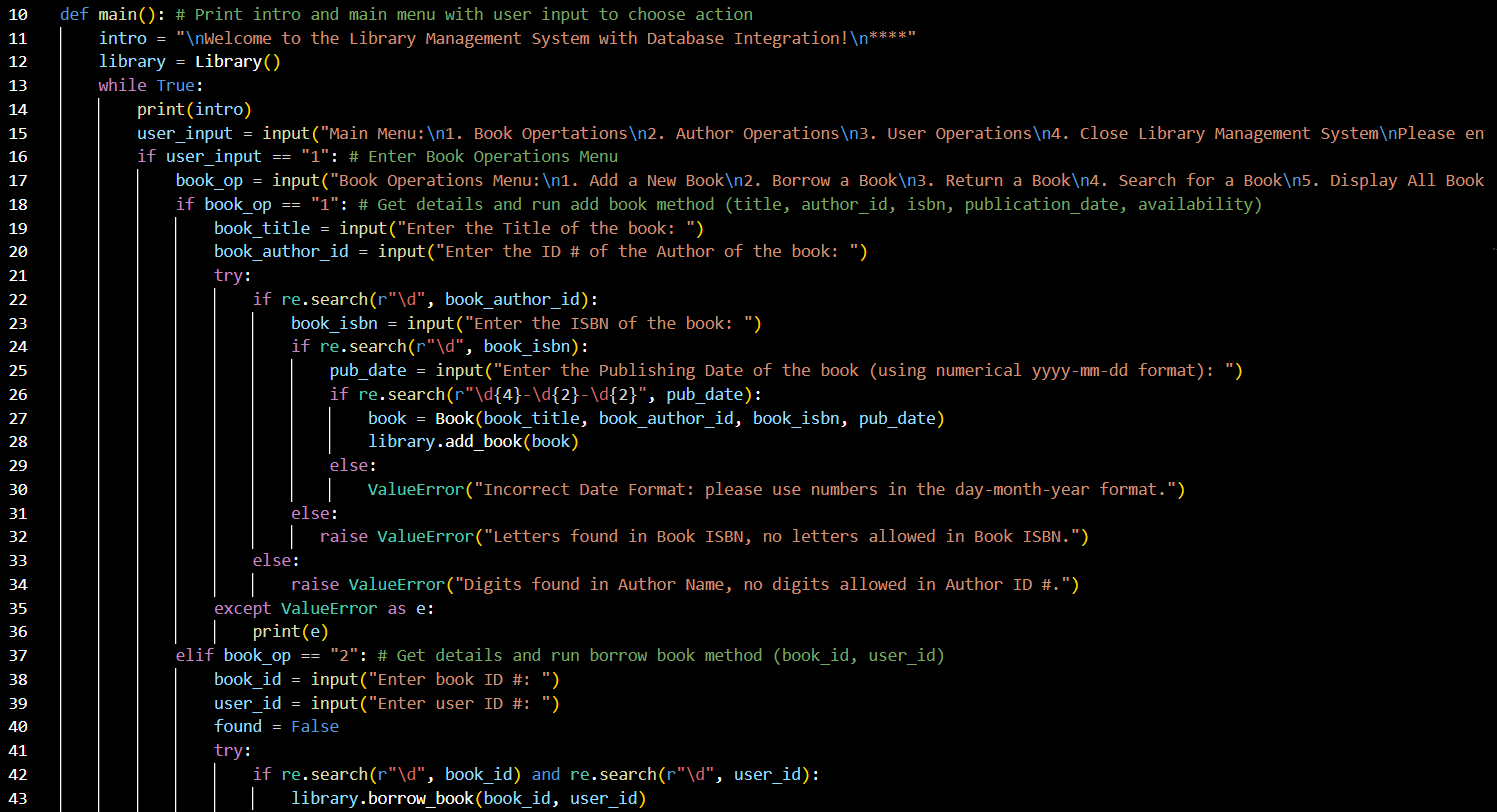 10 def main(): # Print intro and main menu with user input to choose action
11     intro = "\nWelcome to the Library Management System with Database Integration!\n****"
12     library = Library()
13     while True:
14         print(intro)
15         user_input = input("Main Menu:\n1. Book Opertations\n2. Author Operations\n3. User Operations\n4. Close Library Management System\nPlease en
16         if user_input == "1": # Enter Book Operations Menu
17             book_op = input("Book Operations Menu:\n1. Add a New Book\n2. Borrow a Book\n3. Return a Book\n4. Search for a Book\n5. Display All Book
18             if book_op == "1": # Get details and run add book method (title, author_id, isbn, publication_date, availability)
19                 book_title = input("Enter the Title of the book: ")
20                 book_author_id = input("Enter the ID # of the Author of the book: ")
21                 try:
22                     if re.search(r"\d", book_author_id):
23                         book_isbn = input("Enter the ISBN of the book: ")
24                         if re.search(r"\d", book_isbn):
25                             pub_date = input("Enter the Publishing Date of the book (using numerical yyyy-mm-dd format): ")
26                             if re.search(r"\d{4}-\d{2}-\d{2}", pub_date):
27                                 book = Book(book_title, book_author_id, book_isbn, pub_date)
28                                 library.add_book(book)
29                             else:
30                                 ValueError("Incorrect Date Format: please use numbers in the day-month-year format.")
31                         else:
32                            raise ValueError("Letters found in Book ISBN, no letters allowed in Book ISBN.")
33                     else:
34                         raise ValueError("Digits found in Author Name, no digits allowed in Author ID #.")
35                 except ValueError as e:
36                     print(e)
37             elif book_op == "2": # Get details and run borrow book method (book_id, user_id)
38                 book_id = input("Enter book ID #: ")
39                 user_id = input("Enter user ID #: ")
40                 found = False
41                 try:
42                     if re.search(r"\d", book_id) and re.search(r"\d", user_id):
43                         library.borrow_book(book_id, user_id)